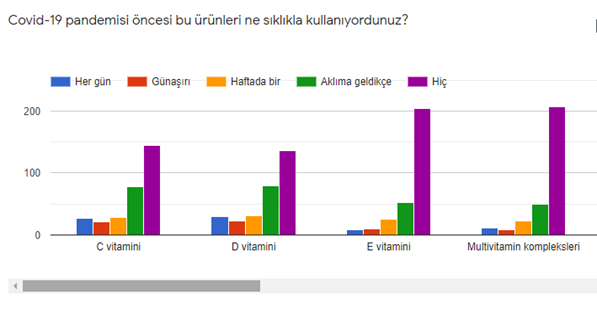 Covid-19 pandemisi öncesi bu ürünleri ne sıklıkla kullanıyordunuz?
Her gün Günaşırı Haftada bir Aklıma geldikçe Hiç
200
100
0
C vitamini D vitamini E vitamini Multivitamin kompleksleri